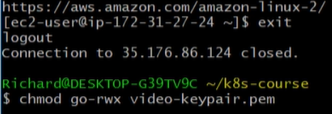 https://aws.amazon.com/amazon-linux-2/
[ec2-user@ip-172-31-27-24 ~]$ exit
logout
Connection to 35.176.86.124 closed.
Richard@DESKTOP-G39TV9C ~/k8s-course
$ chmod go-rwx video-keypair.pem